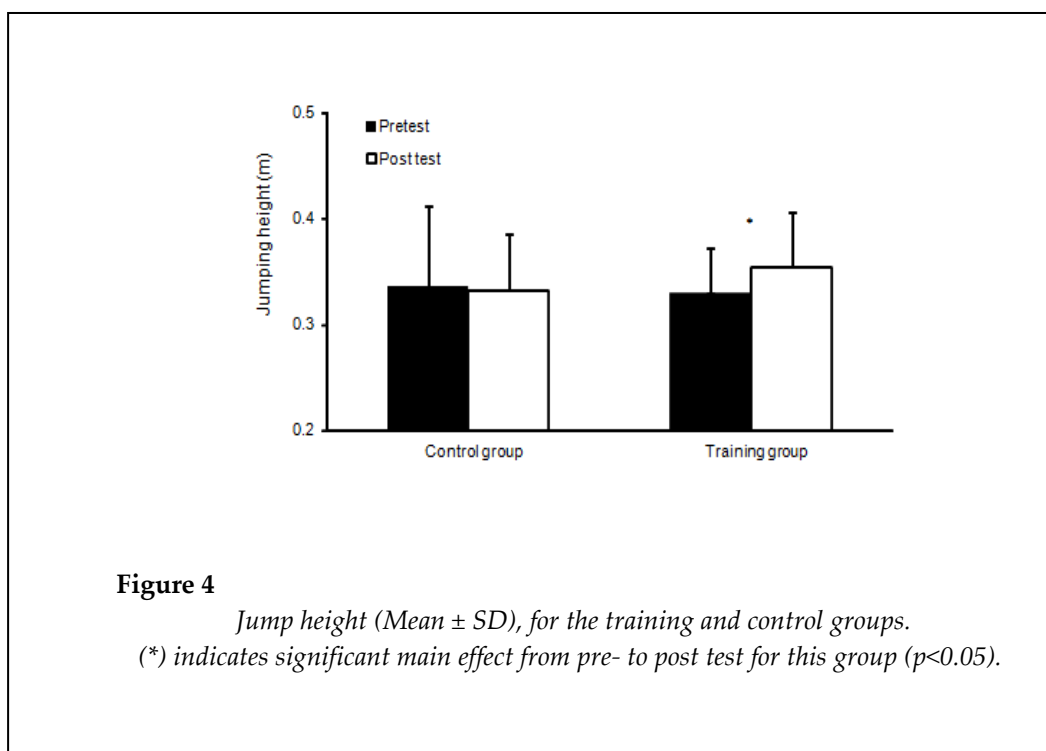 0.5
Pretest
Post test
0.4
*
0.3
0.2
Jumping height (m)
Control group Training group
Figure 4
Jump height (Mean ± SD), for the training and control groups.
(*) indicates significant main effect from pre- to post test for this group (p<0.05).